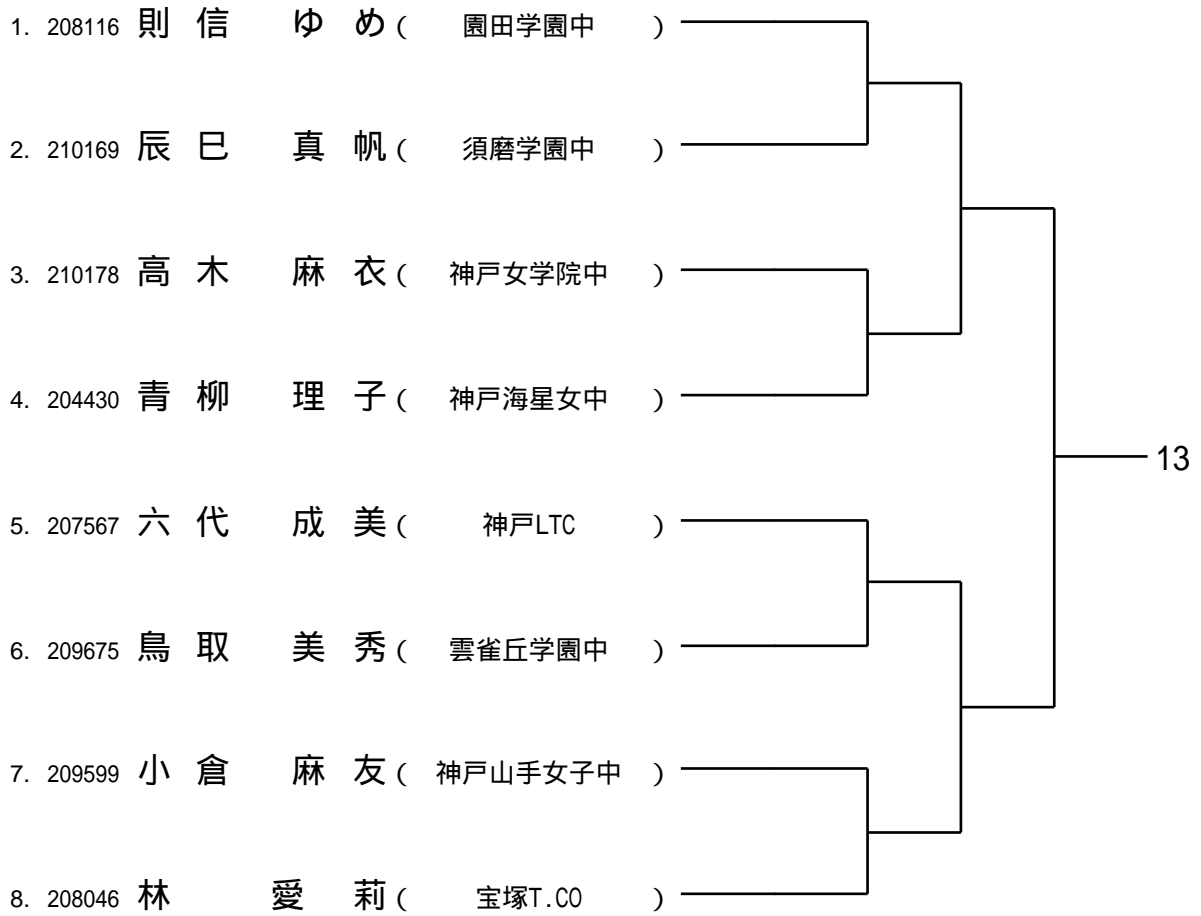 1. 208116 則信 ゆめ ( 園田学園中 )
2. 210169 辰巳 真帆 ( 須磨学園中 )
3. 210178 高木 麻衣 ( 神戸女学院中 )
4. 204430 青柳 理子 ( 神戸海星女中 )
13
5. 207567 六代 成美 ( 神戸LTC )
6. 209675 鳥取 美秀 ( 雲雀丘学園中 )
7. 209599 小倉 麻友 ( 神戸山手女子中 )
8. 208046 林 愛莉 ( 宝塚T.CO )